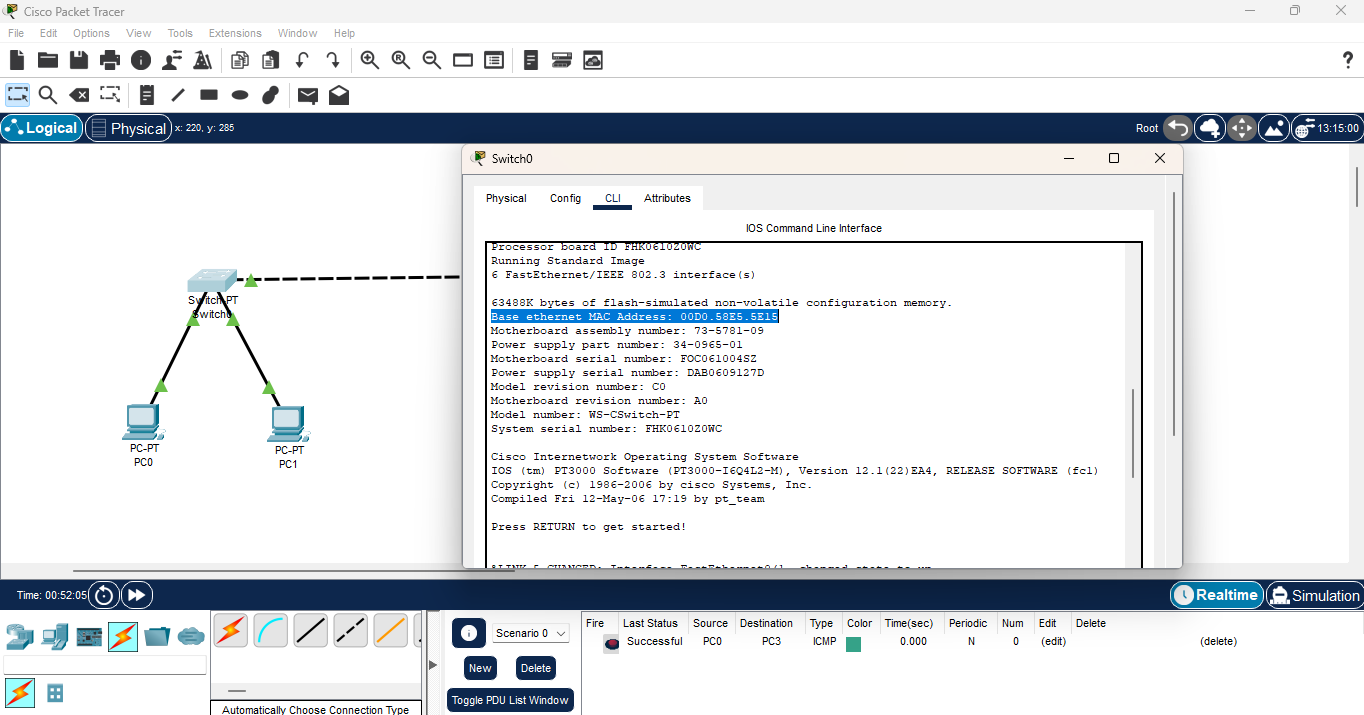 Cisco Packet Tracer
File Edit Options View Tools Extensions Window Help
Logical Physical x: 220, y: 285
Root 13:15:00
Switch0
Physical Config CLI Attributes
IOS Command Line Interface
Processor board ID FHK0610Z0WC
Running Standard Image
6 FastEthernet/IEEE 802.3 interface(s)
63488K bytes of flash-simulated non-volatile configuration memory.
Base ethernet MAC Address: 00D0.58E5.5E15
Motherboard assembly number: 73-5781-09
Power supply part number: 34-0965-01
Motherboard serial number: FOC061004SZ
Power supply serial number: DAB0609127D
Model revision number: C0
Motherboard revision number: A0
Model number: WS-CSwitch-PT
System serial number: FHK0610Z0WC
Cisco Internetwork Operating System Software
IOS (tm) PT3000 Software (PT3000-I6Q4L2-M), Version 12.1(22)EA4, RELEASE SOFTWARE (fc1)
Copyright (c) 1986-2006 by cisco Systems, Inc.
Compiled Fri 12-May-06 17:19 by pt_team
Press RETURN to get started!
Switch-PT
Switch0
PC-PT
PC0
PC-PT
PC1
Time: 00:52:05
Realtime Simulation
Scenario 0
New Delete
Toggle PDU List Window
Automatically Choose Connection Type
Fire Last Status Source Destination Type Color Time(sec) Periodic Num Edit Delete
Successful PC0 PC3 ICMP 0.000 N 0 (edit) (delete)